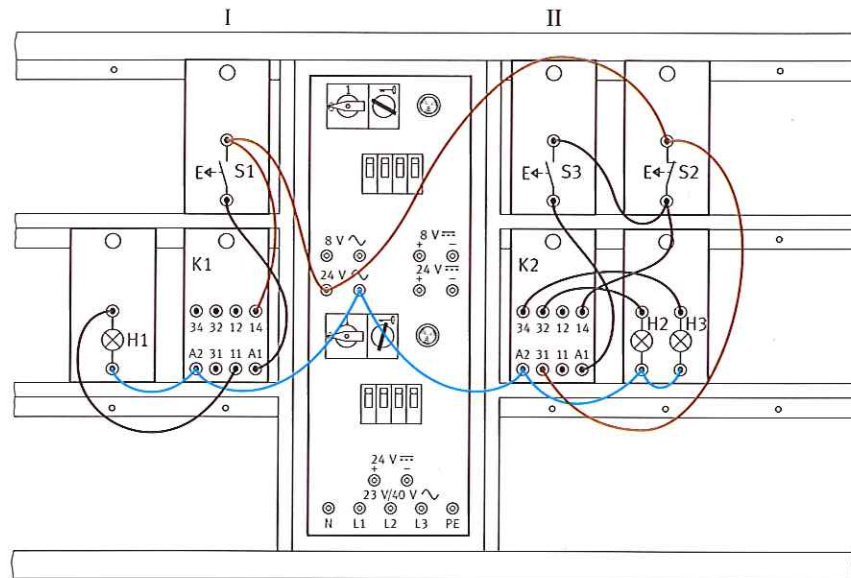 I II
1
E S1
E S3 E S2
8 V 8 V
+ −
24 V 24 V
+ −
K1 K2
34 32 12 14
34 32 12 14
H1 H2 H3
A2 31 11 A1
A2 31 11 A1
24 V
+ −
23 V/40 V
N L1 L2 L3 PE